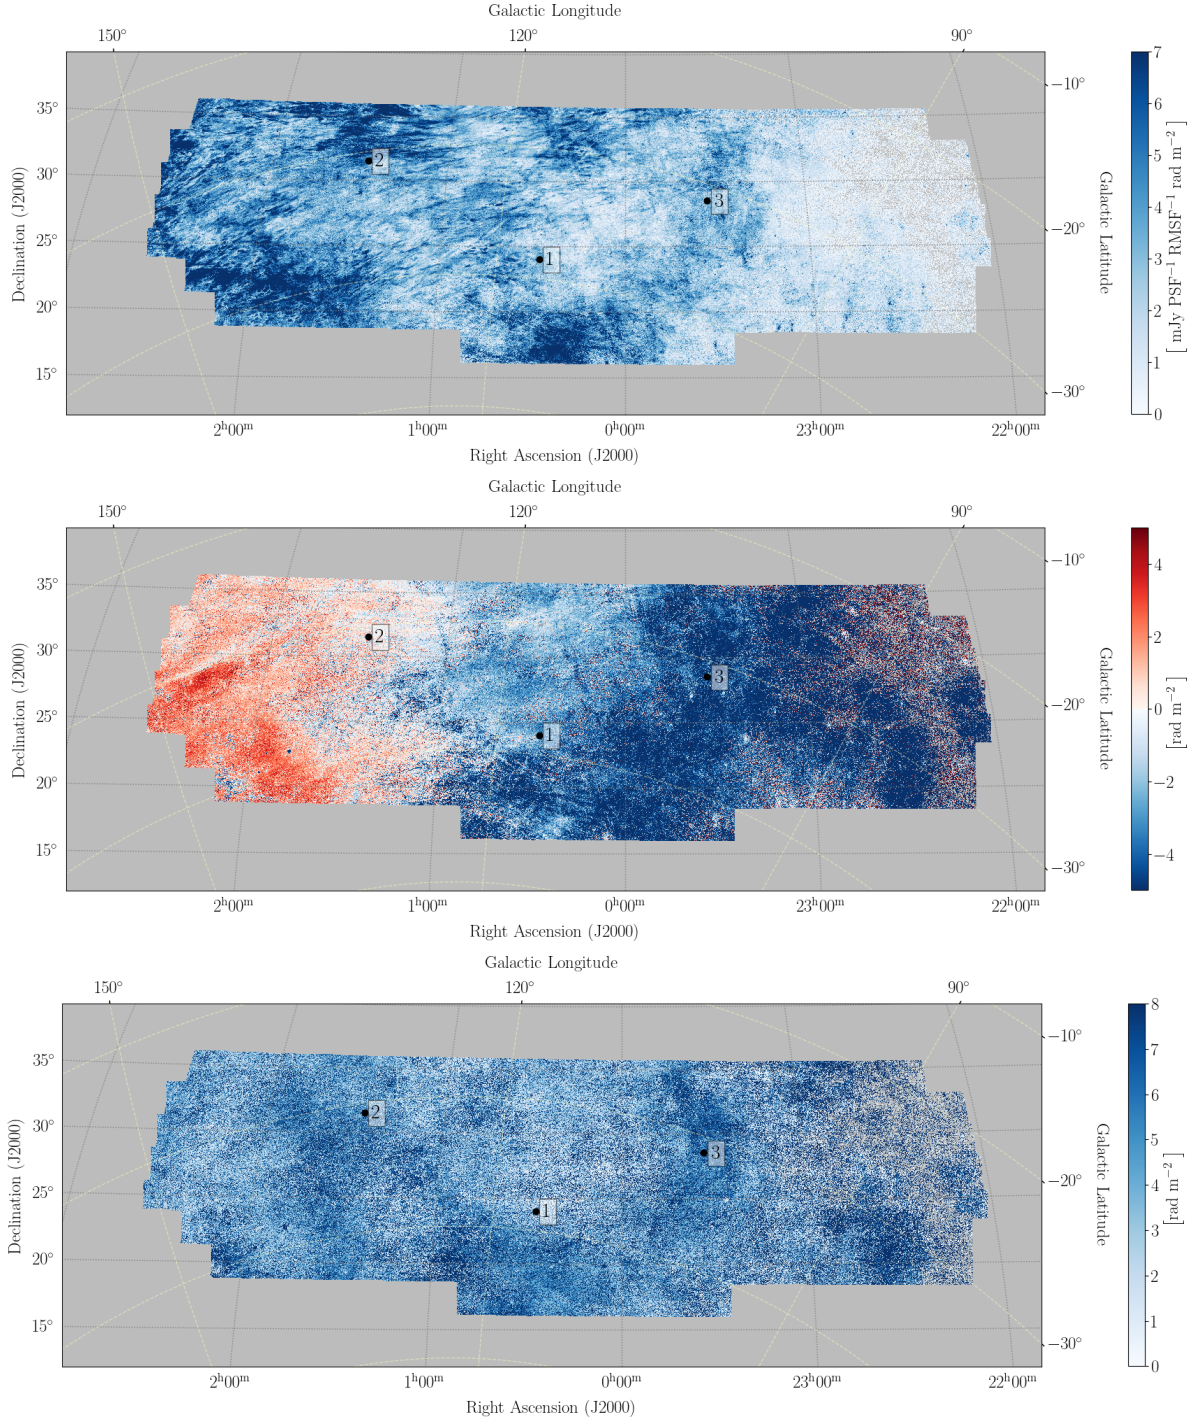 Galactic Longitude
150° 120° 90°
35°
30°
25°
20°
15°
Declination (J2000)
2
3
1
−10°
−20°
−30°
Galactic Latitude
2ʰ00ᵐ 1ʰ00ᵐ 0ʰ00ᵐ 23ʰ00ᵐ 22ʰ00ᵐ
Right Ascension (J2000)
7
6
5
4
3
2
1
0
[ mJy PSF⁻¹ RMSF⁻¹ rad m⁻² ]
Galactic Longitude
150° 120° 90°
35°
30°
25°
20°
15°
Declination (J2000)
2
3
1
−10°
−20°
−30°
Galactic Latitude
2ʰ00ᵐ 1ʰ00ᵐ 0ʰ00ᵐ 23ʰ00ᵐ 22ʰ00ᵐ
Right Ascension (J2000)
4
2
0
−2
−4
[rad m⁻²]
Galactic Longitude
150° 120° 90°
35°
30°
25°
20°
15°
Declination (J2000)
2
3
1
−10°
−20°
−30°
Galactic Latitude
2ʰ00ᵐ 1ʰ00ᵐ 0ʰ00ᵐ 23ʰ00ᵐ 22ʰ00ᵐ
Right Ascension (J2000)
8
7
6
5
4
3
2
1
0
[rad m⁻² ]